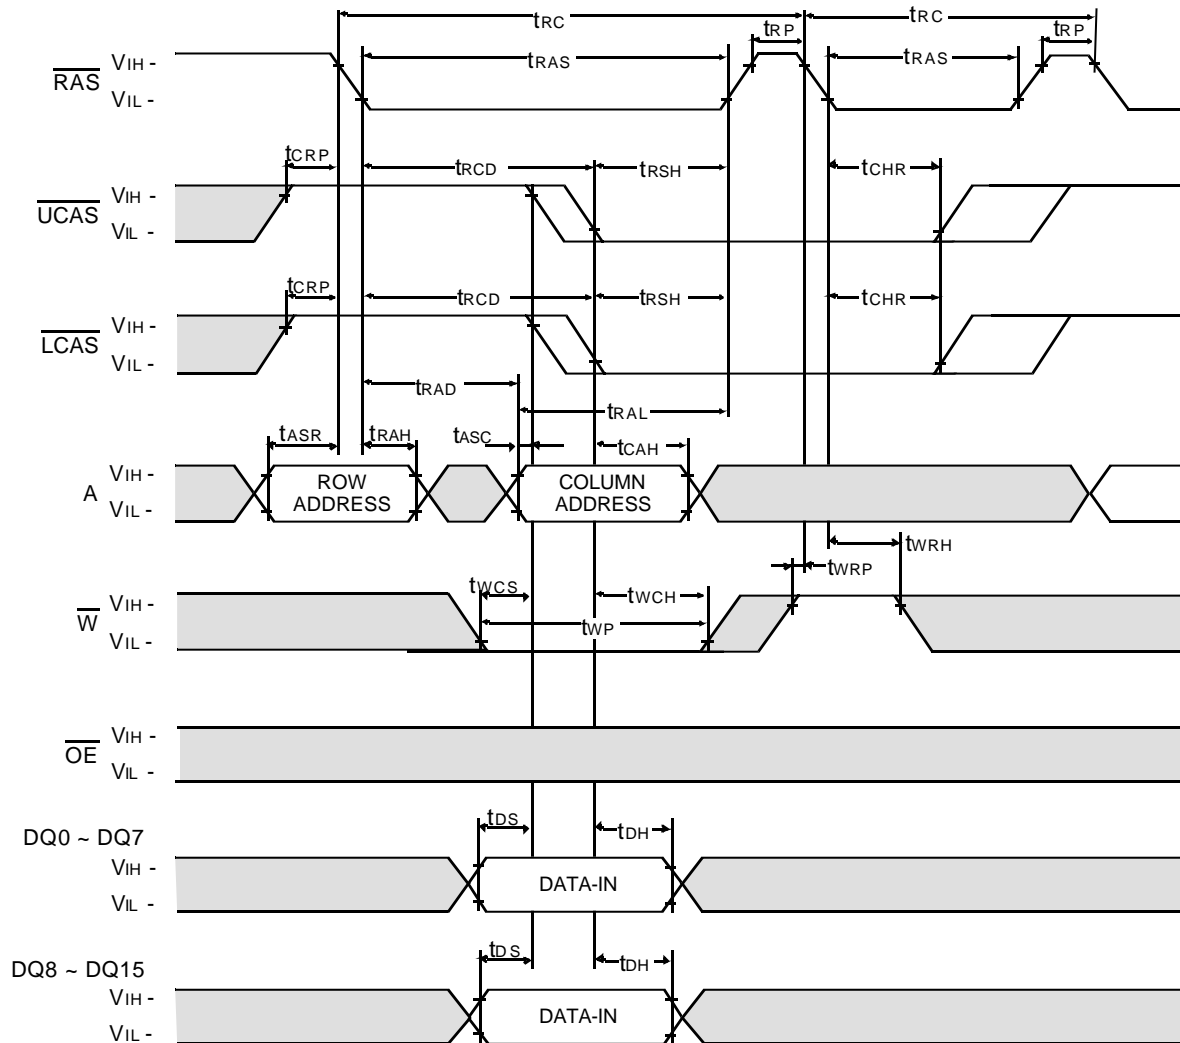 tRC tRC
tRP tRP
RAS VIH - tRAS tRAS
VIL -
tCRP tRCD tRSH tCHR
UCAS VIH -
VIL -
tCRP tRCD tRSH tCHR
LCAS VIH -
VIL -
tRAD
tRAL
tASR tRAH tASC tCAH
A VIH - ROW ADDRESS COLUMN ADDRESS
VIL -
tWRH
tWRP
tWCS tWCH
W VIH -
tWP
VIL -
OE VIH -
VIL -
tDS tDH
DQ0 ~ DQ7
VIH -
DATA-IN
VIL -
tDS tDH
DQ8 ~ DQ15
VIH -
DATA-IN
VIL -